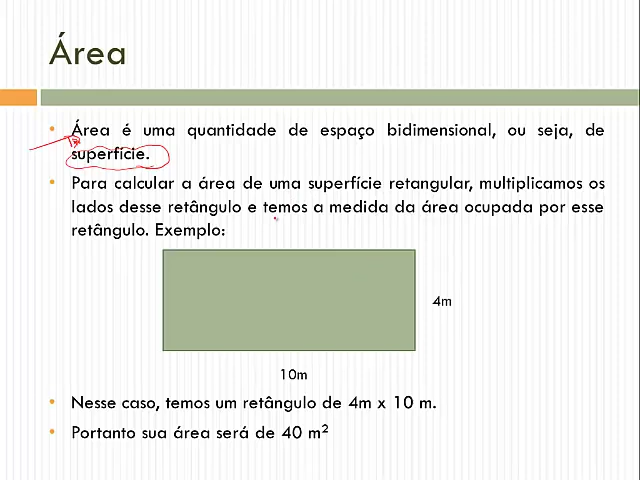 Área
• Área é uma quantidade de espaço bidimensional, ou seja, de
superfície.
• Para calcular a área de uma superfície retangular, multiplicamos os
lados desse retângulo e temos a medida da área ocupada por esse
retângulo. Exemplo:
4m
10m
• Nesse caso, temos um retângulo de 4m x 10 m.
• Portanto sua área será de 40 m²